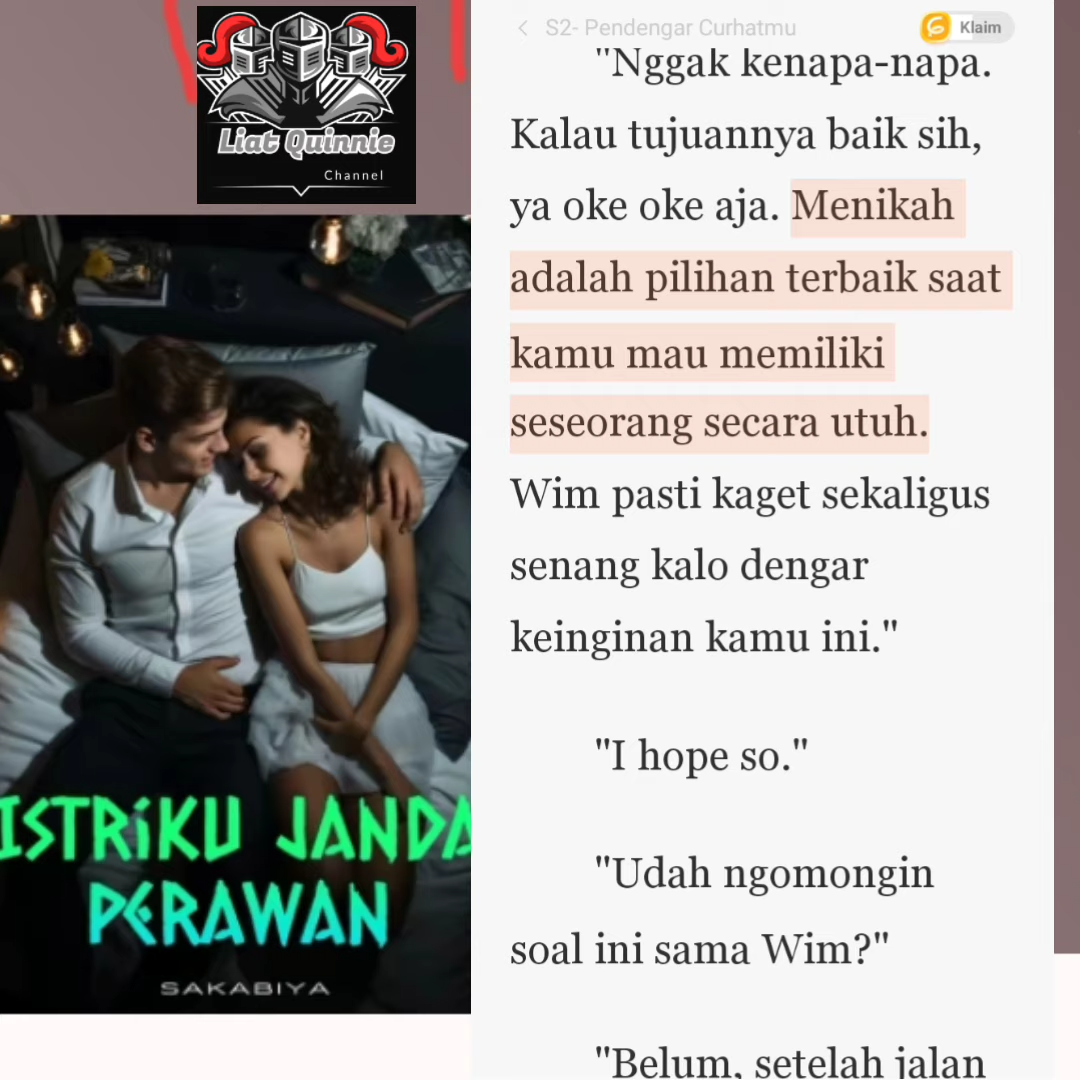 Liat Quinnie
Channel
ISTRIKU JANDA
PERAWAN
SAKABIYA
S2- Pendengar Curhatmu
Klaim
"Nggak kenapa-napa.
Kalau tujuannya baik sih,
ya oke oke aja. Menikah
adalah pilihan terbaik saat
kamu mau memiliki
seseorang secara utuh.
Wim pasti kaget sekaligus
senang kalo dengar
keinginan kamu ini."
"I hope so."
"Udah ngomongin
soal ini sama Wim?"
"Belum, setelah jalan